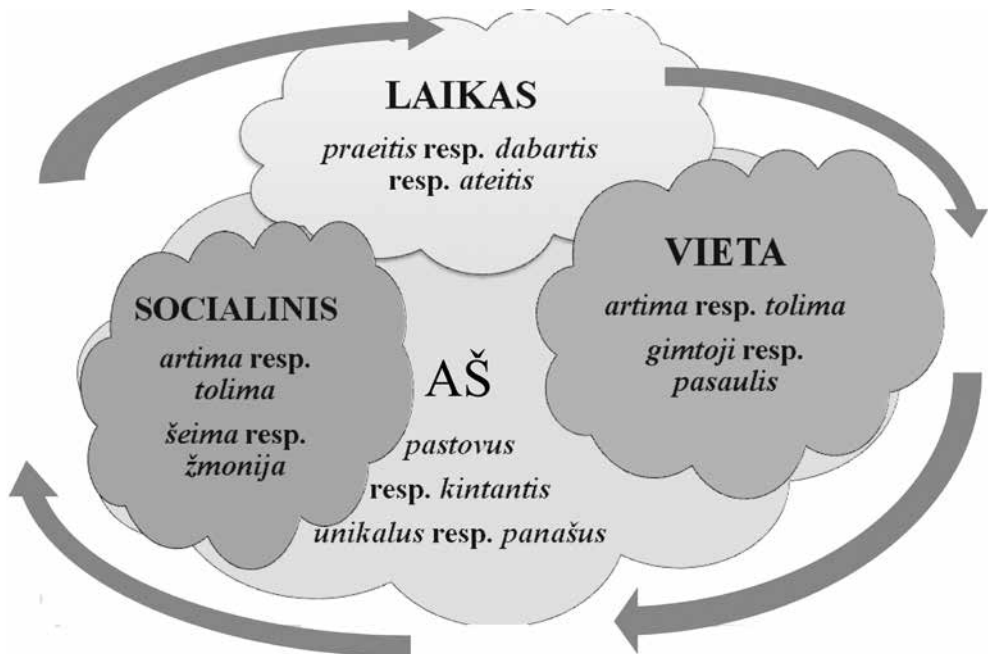 LAIKAS
praeitis resp. dabartis
resp. ateitis
VIETA
artima resp. tolima
gimtoji resp.
pasaulis
SOCIALINIS
artima resp.
tolima
šeima resp.
žmonija
AŠ
pastovus
resp. kintantis
unikalus resp. panašus